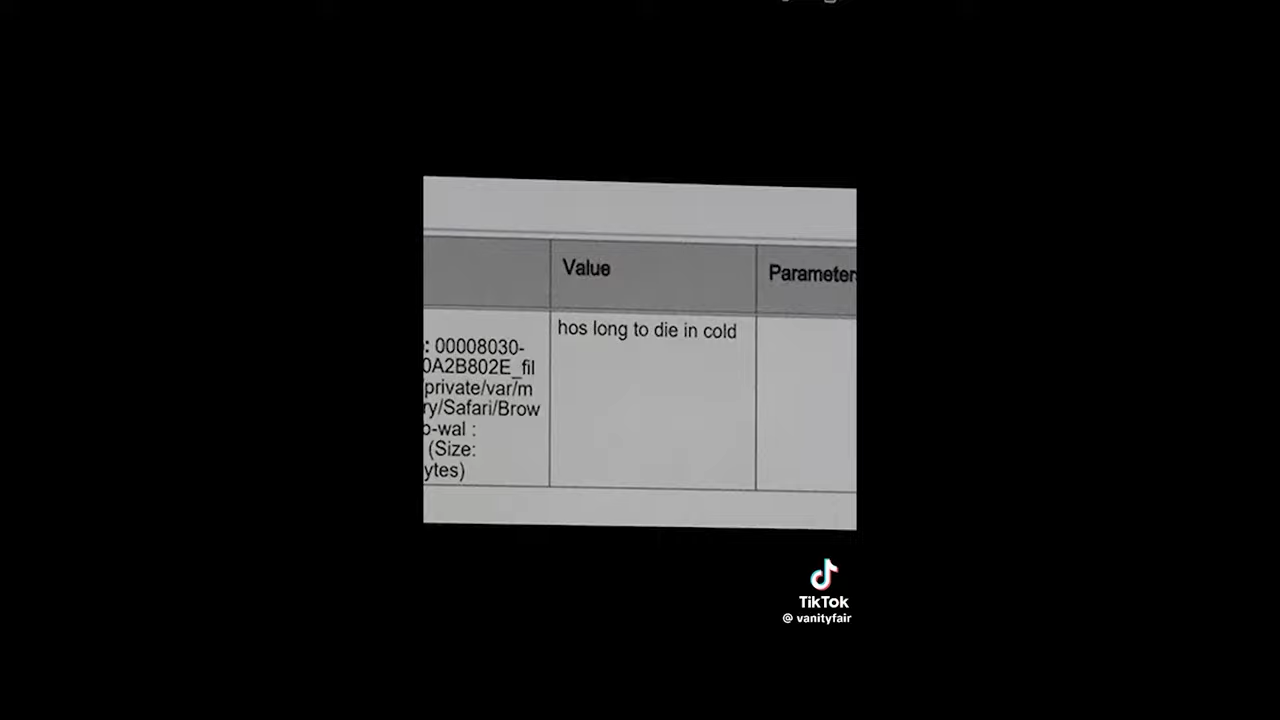 Value
Parameters
hos long to die in cold
: 00008030-
0A2B802E_fil
private/var/m
ry/Safari/Brow
-wal :
(Size:
ytes)
TikTok
@ vanityfair